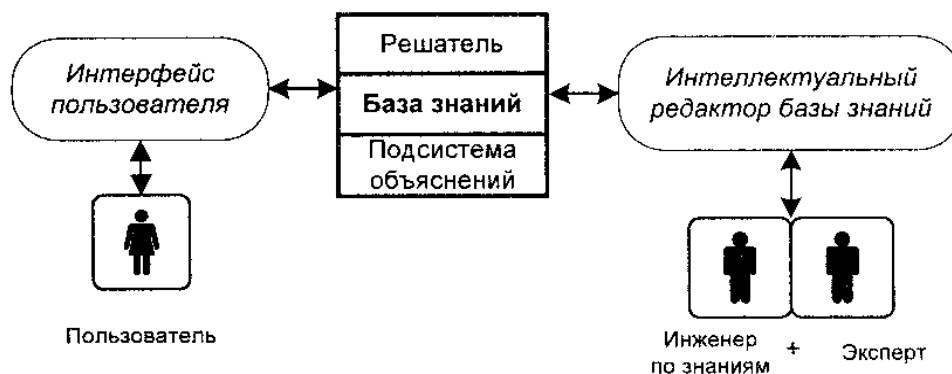 Интерфейс
пользователя
Решатель
База знаний
Подсистема
объяснений
Интеллектуальный
редактор базы знаний
Пользователь
Инженер
по знаниям
+
Эксперт